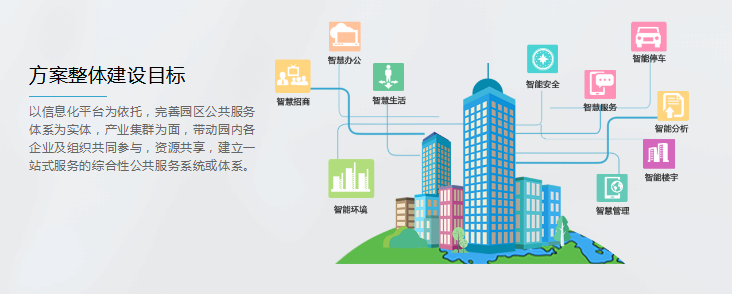 方案整体建设目标
以信息化平台为依托，完善园区公共服务
体系为实体，产业集群为面，带动园内各
企业及组织共同参与，资源共享，建立一
站式服务的综合性公共服务系统或体系。
智慧办公
智慧招商
智慧生活
智能环境
智能安全
智慧服务
智能停车
智能分析
智能楼宇
智慧管理